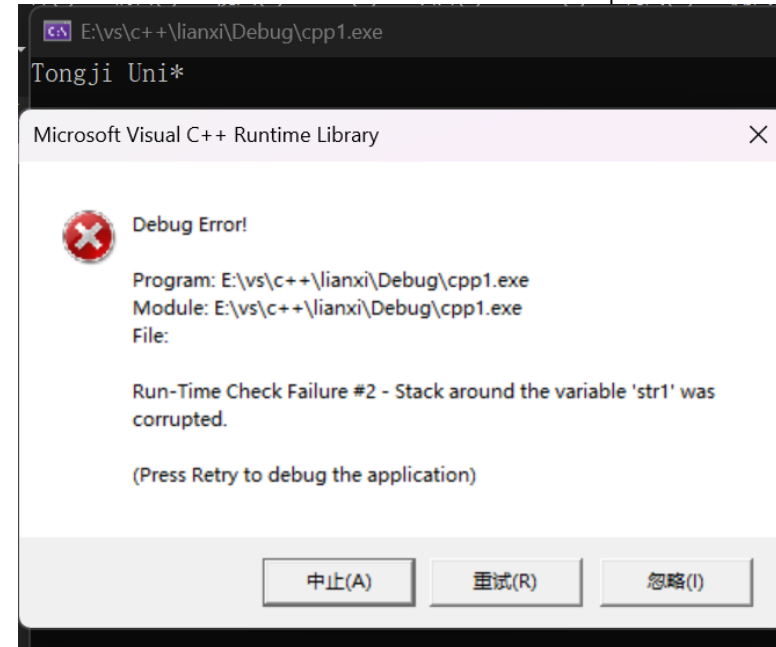 E:\vs\c++\lianxi\Debug\cpp1.exe
Tongji Uni*
Microsoft Visual C++ Runtime Library
Debug Error!
Program: E:\vs\c++\lianxi\Debug\cpp1.exe
Module: E:\vs\c++\lianxi\Debug\cpp1.exe
File:
Run-Time Check Failure #2 - Stack around the variable 'str1' was
corrupted.
(Press Retry to debug the application)
中止(A) 重试(R) 忽略(I)